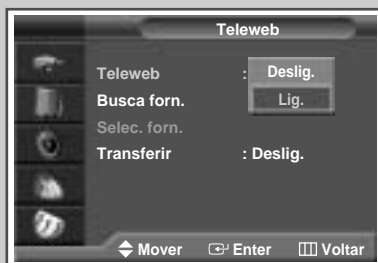 Teleweb
Teleweb : Deslig.
Lig.
Busca forn.
Selec. forn.
Transferir : Deslig.
Mover Enter Voltar